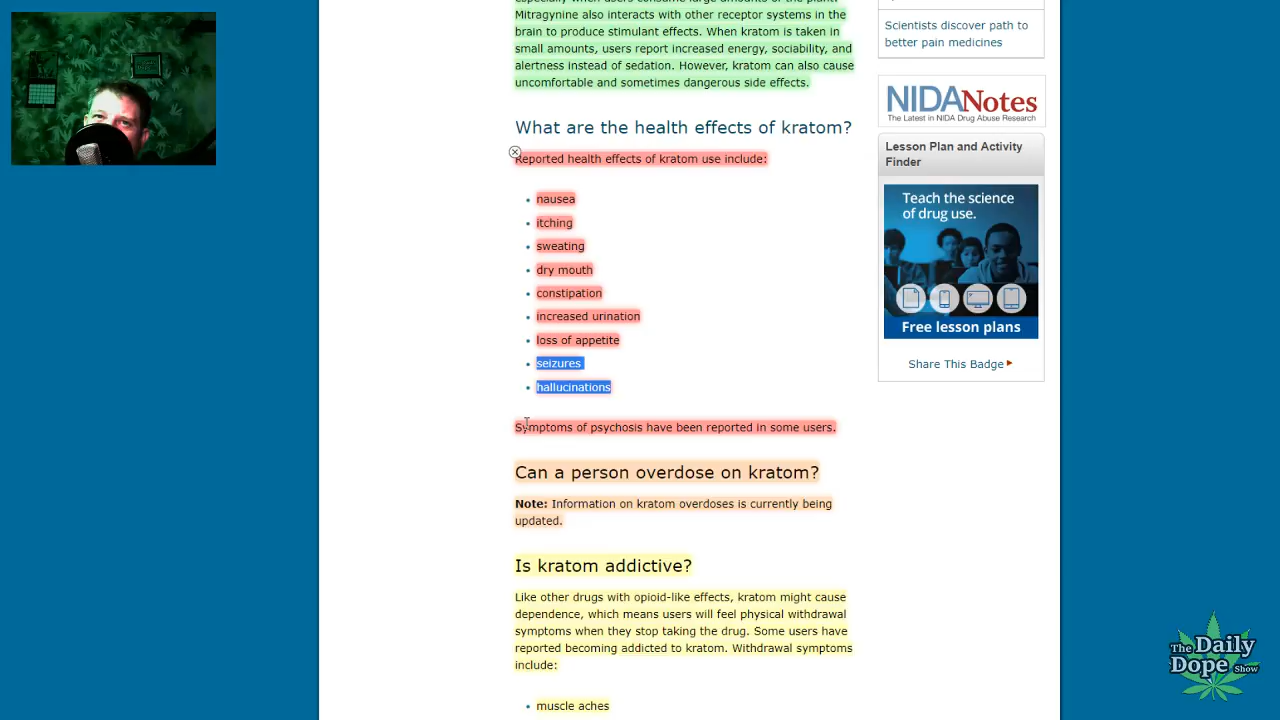 especially when users consume large amounts of the plant.
Mitragynine also interacts with other receptor systems in the
brain to produce stimulant effects. When kratom is taken in
small amounts, users report increased energy, sociability, and
alertness instead of sedation. However, kratom can also cause
uncomfortable and sometimes dangerous side effects.
What are the health effects of kratom?
Reported health effects of kratom use include:
• nausea
• itching
• sweating
• dry mouth
• constipation
• increased urination
• loss of appetite
• seizures
• hallucinations
Symptoms of psychosis have been reported in some users.
Can a person overdose on kratom?
Note: Information on kratom overdoses is currently being
updated.
Is kratom addictive?
Like other drugs with opioid-like effects, kratom might cause
dependence, which means users will feel physical withdrawal
symptoms when they stop taking the drug. Some users have
reported becoming addicted to kratom. Withdrawal symptoms
include:
• muscle aches
Scientists discover path to
better pain medicines
NIDANotes
The Latest in NIDA Drug Abuse Research
Lesson Plan and Activity
Finder
Teach the science
of drug use.
Free lesson plans
Share This Badge
The Daily
Dope Show